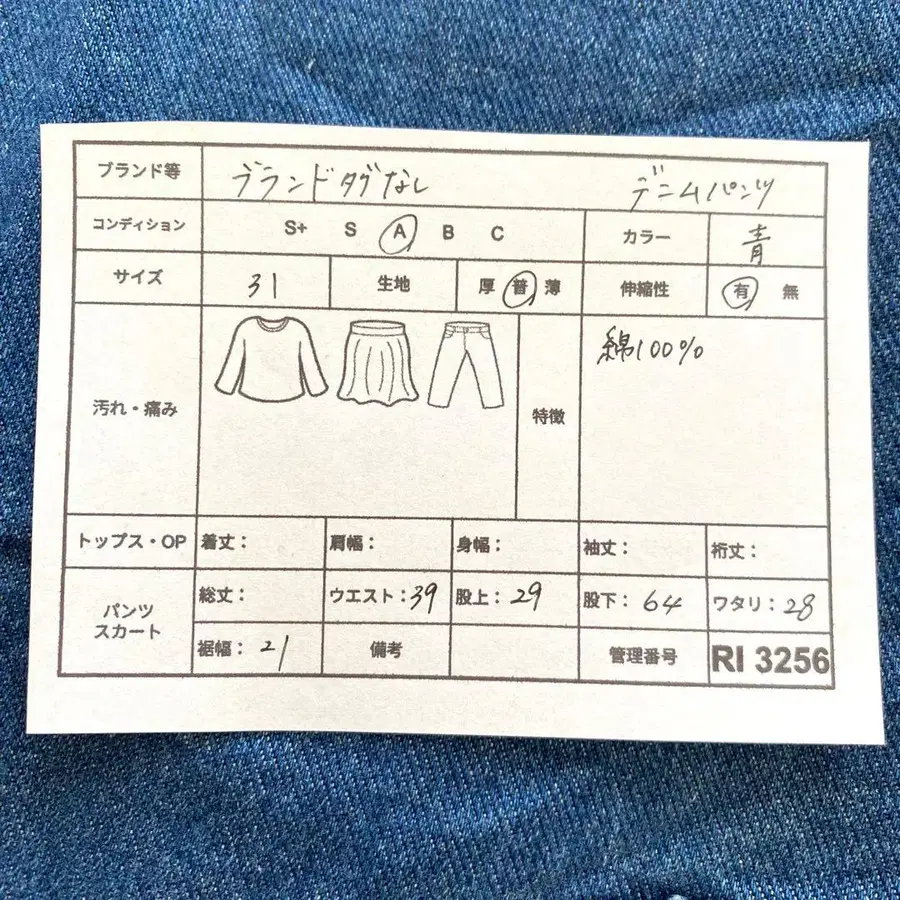 ブランド等 ブランドタグなし デニムパンツ
コンディション S+ S A B C カラー 青
サイズ 31 生地 厚 普 薄 伸縮性 有 無
汚れ・痛み 特徴 綿100%
トップス・OP 着丈: 肩幅: 身幅: 袖丈: 裄丈:
パンツ
スカート
総丈: ウエスト:39 股上:29 股下:64 ワタリ:28
裾幅:21 備考 管理番号 RI 3256